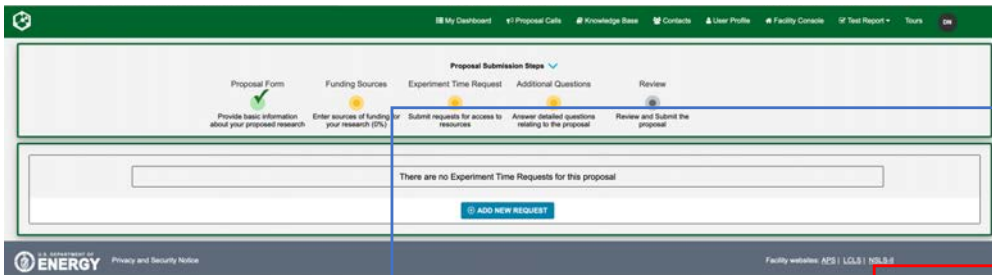 My Dashboard Proposal Calls Knowledge Base Contacts User Profile Facility Console Test Report Tours DN
Proposal Submission Steps
Proposal Form Funding Sources Experiment Time Request Additional Questions Review
Provide basic information Enter sources of funding for Submit requests for access to Answer detailed questions Review and Submit the
about your proposed research your research (0%) resources relating to the proposal proposal
There are no Experiment Time Requests for this proposal
ADD NEW REQUEST
U.S. DEPARTMENT OF
ENERGY Privacy and Security Notice Facility websites: APS | LCLS | NSLS-II